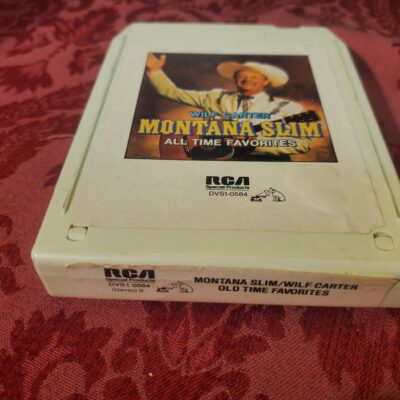 WILF CARTER
MONTANA SLIM
ALL TIME FAVORITES
RCA
Special Products
DVS1-0584
RCA
DVS1-0584
Stereo 8
MONTANA SLIM/WILF CARTER
OLD TIME FAVORITES